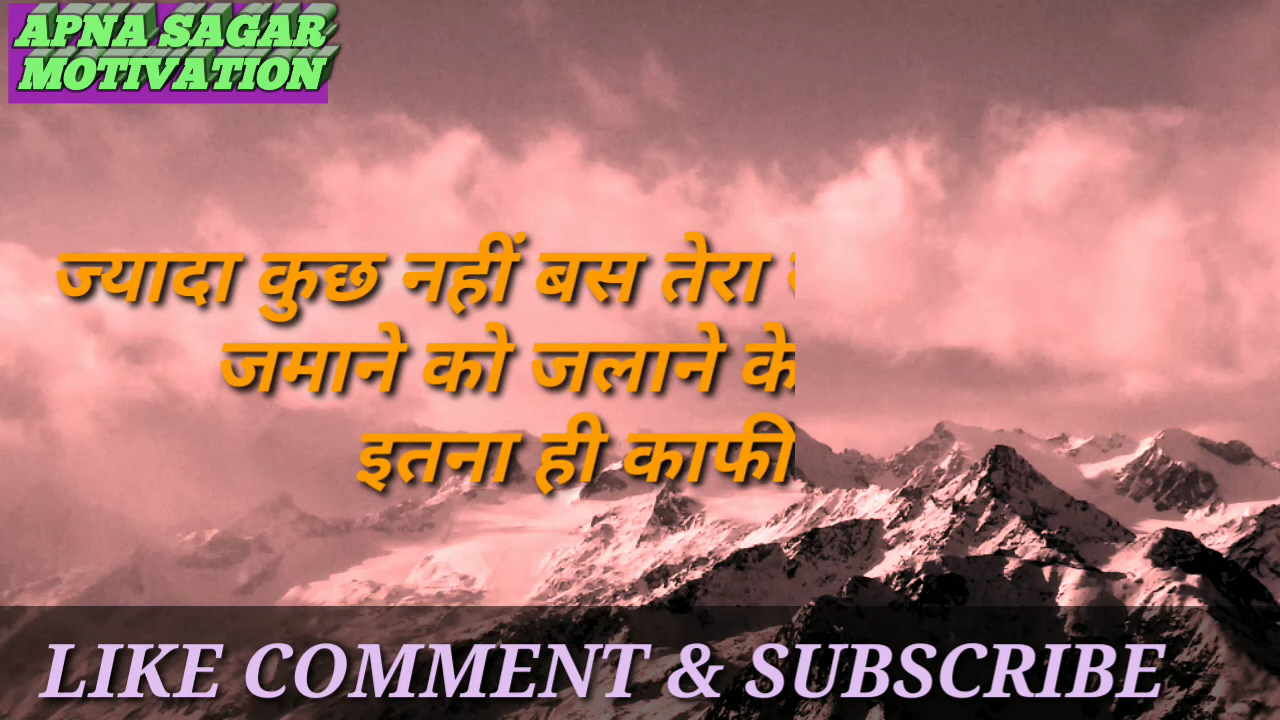 APNA SAGAR
MOTIVATION
ज्यादा कुछ नहीं बस तेरा
जमाने को जलाने के
इतना ही काफी
LIKE COMMENT & SUBSCRIBE